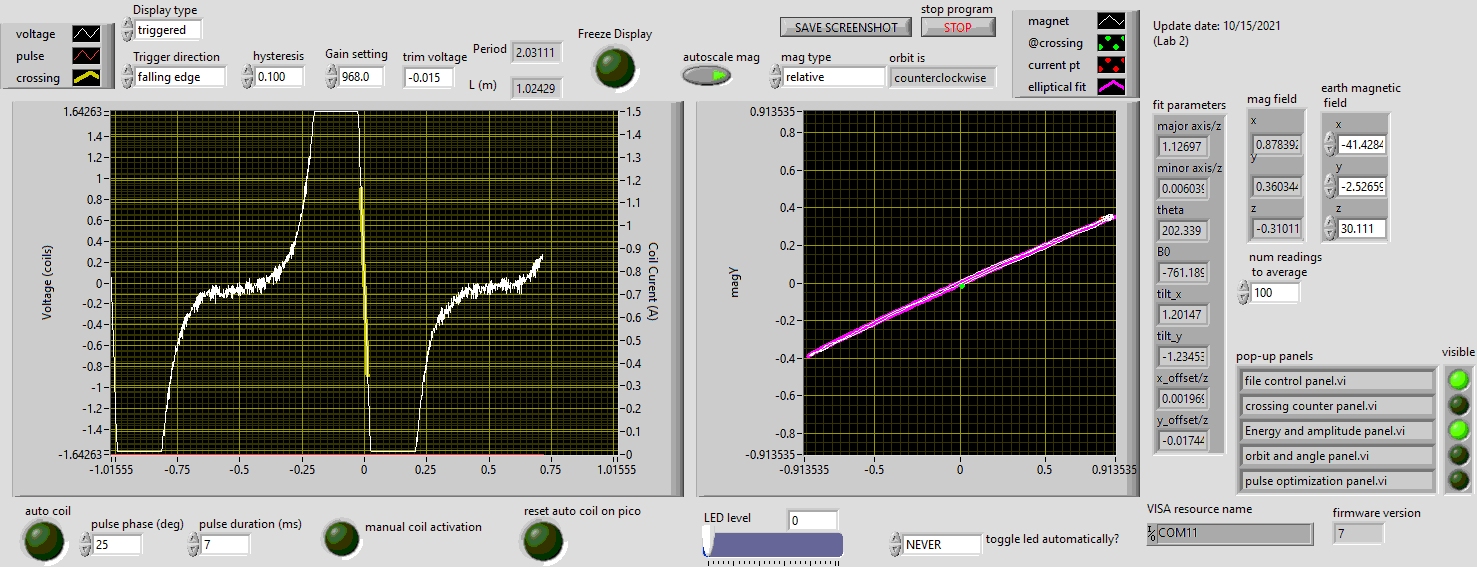 voltage
pulse
crossing
Display type
triggered
Trigger direction
falling edge
hysteresis
0.100
Gain setting
968.0
trim voltage
-0.015
Period
2.03111
L (m)
1.02429
Freeze Display
autoscale mag
SAVE SCREENSHOT
stop program
STOP
mag type
relative
orbit is
counterclockwise
magnet
@crossing
current pt
elliptical fit
Update date: 10/15/2021
(Lab 2)
1.64263
1.4
1.2
1
0.8
0.6
0.4
0.2
0
-0.2
-0.4
-0.6
-0.8
-1
-1.2
-1.4
-1.64263
Voltage (coils)
-1.01555
-0.75
-0.5
-0.25
0
0.25
0.5
0.75
1.01555
1.5
1.4
1.3
1.2
1.1
1
0.9
0.8
0.7
0.6
0.5
0.4
0.3
0.2
0.1
0
Coil Curent (A)
0.913535
0.8
0.6
0.4
0.2
0
-0.2
-0.4
-0.6
-0.8
-0.913535
magY
-0.913535
-0.5
0
0.5
0.913535
fit parameters
major axis/z
1.12697
minor axis/z
0.00603
theta
202.339
B0
-761.189
tilt_x
1.20147
tilt_y
-1.2345
x_offset/z
0.00196
y_offset/z
-0.01744
mag field
x
0.878392
y
0.360344
z
-0.31011
earth magnetic
field
x
-41.4284
y
-2.52659
z
30.111
num readings
to average
100
pop-up panels
visible
file control panel.vi
crossing counter panel.vi
Energy and amplitude panel.vi
orbit and angle panel.vi
pulse optimization panel.vi
auto coil
pulse phase (deg)
25
pulse duration (ms)
7
manual coil activation
reset auto coil on pico
LED level
0
NEVER
toggle led automatically?
VISA resource name
COM11
firmware version
7